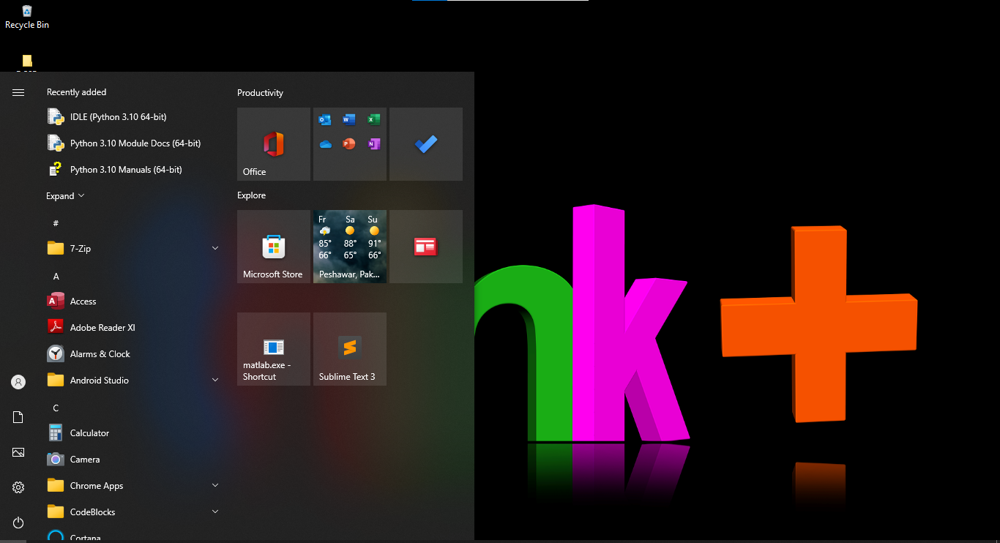 Recycle Bin
Recently added
IDLE (Python 3.10 64-bit)
Python 3.10 Module Docs (64-bit)
Python 3.10 Manuals (64-bit)
Expand
#
7-Zip
A
Access
Adobe Reader XI
Alarms & Clock
Android Studio
C
Calculator
Camera
Chrome Apps
CodeBlocks
Cortana
Productivity
Office
Explore
Microsoft Store
Fr Sa Su
85° 88° 91°
66° 65° 66°
Peshawar, Pak...
matlab.exe -
Shortcut
Sublime Text 3
k+